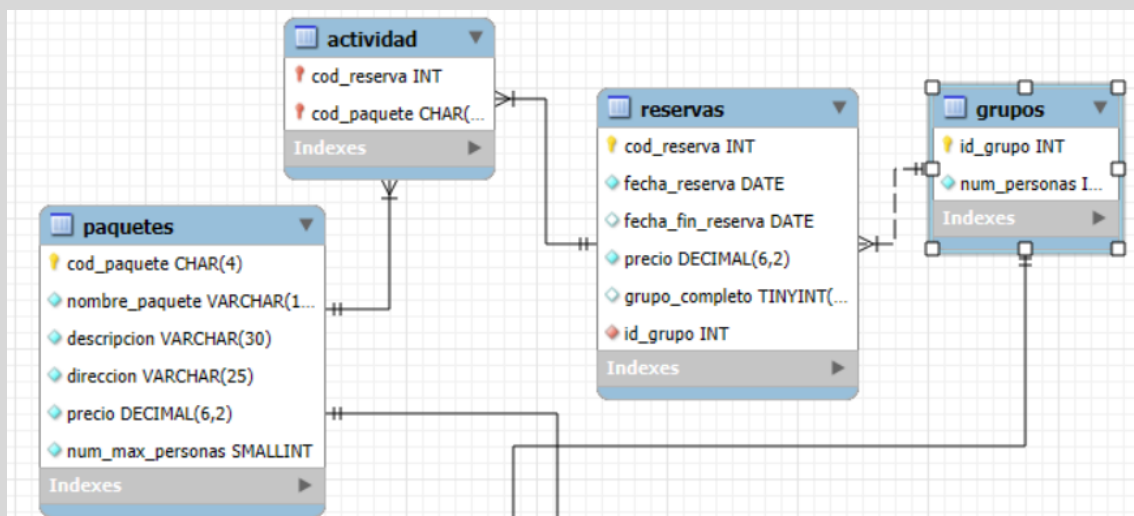 actividad
cod_reserva INT
cod_paquete CHAR(...
Indexes
reservas
cod_reserva INT
fecha_reserva DATE
fecha_fin_reserva DATE
precio DECIMAL(6,2)
grupo_completo TINYINT(...
id_grupo INT
Indexes
grupos
id_grupo INT
num_personas I...
Indexes
paquetes
cod_paquete CHAR(4)
nombre_paquete VARCHAR(1...
descripcion VARCHAR(30)
direccion VARCHAR(25)
precio DECIMAL(6,2)
num_max_personas SMALLINT
Indexes